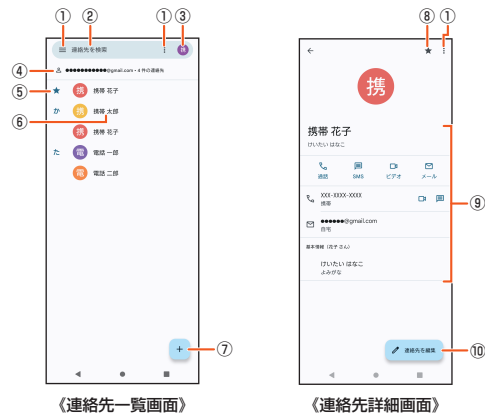 ① ② ① ③
連絡先を検索 携
④ ●●●●●●●●●●●●@gmail.com・4 件の連絡先
⑤ ★ 携 携帯 花子
⑥ か 携 携帯 太郎
携 携帯 花子
た 電 電話 一郎
電 電話 二郎
+ ⑦
《連絡先一覧画面》
⑧ ①
携
携帯 花子
けいたい はなこ
通話 SMS ビデオ メール
XXX-XXXX-XXXX
携帯
⑨
●●●●●●@gmail.com
自宅
基本情報(花子 さん)
けいたい はなこ
よみがな
連絡先を編集 ⑩
《連絡先詳細画面》